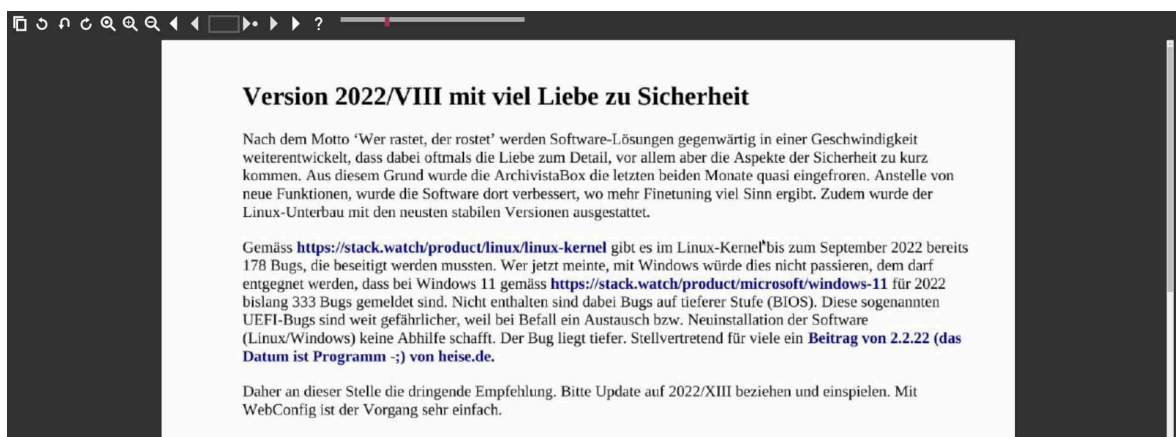 ?
Version 2022/VIII mit viel Liebe zu Sicherheit
Nach dem Motto ‘Wer rastet, der rostet’ werden Software-Lösungen gegenwärtig in einer Geschwindigkeit
weiterentwickelt, dass dabei oftmals die Liebe zum Detail, vor allem aber die Aspekte der Sicherheit zu kurz
kommen. Aus diesem Grund wurde die ArchivistaBox die letzten beiden Monate quasi eingefroren. Anstelle von
neue Funktionen, wurde die Software dort verbessert, wo mehr Finetuning viel Sinn ergibt. Zudem wurde der
Linux-Unterbau mit den neusten stabilen Versionen ausgestattet.
Gemäss https://stack.watch/product/linux/linux-kernel gibt es im Linux-Kernel bis zum September 2022 bereits
178 Bugs, die beseitigt werden mussten. Wer jetzt meinte, mit Windows würde dies nicht passieren, dem darf
entgegnet werden, dass bei Windows 11 gemäss https://stack.watch/product/microsoft/windows-11 für 2022
bislang 333 Bugs gemeldet sind. Nicht enthalten sind dabei Bugs auf tieferer Stufe (BIOS). Diese sogenannten
UEFI-Bugs sind weit gefährlicher, weil bei Befall ein Austausch bzw. Neuinstallation der Software
(Linux/Windows) keine Abhilfe schafft. Der Bug liegt tiefer. Stellvertretend für viele ein Beitrag von 2.2.22 (das
Datum ist Programm -;) von heise.de.
Daher an dieser Stelle die dringende Empfehlung. Bitte Update auf 2022/XIII beziehen und einspielen. Mit
WebConfig ist der Vorgang sehr einfach.